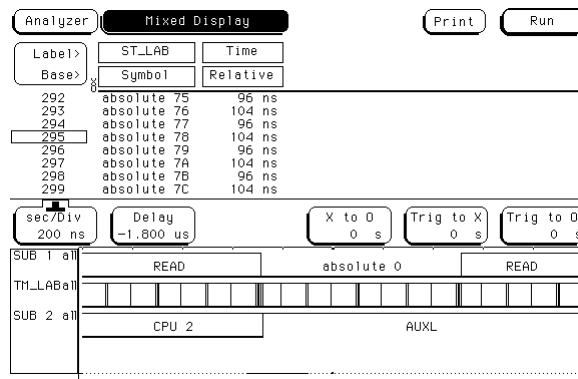 Analyzer Mixed Display Print Run
Label> ST_LAB Time
Base> Symbol Relative
292 absolute 75 96 ns
293 absolute 76 104 ns
294 absolute 77 96 ns
295 absolute 78 104 ns
296 absolute 79 96 ns
297 absolute 7A 104 ns
298 absolute 7B 96 ns
299 absolute 7C 104 ns
sec/Div Delay X to O Trig to X Trig to O
200 ns -1.800 us 0 s 0 s 0 s
SUB 1 all READ absolute 0 READ
TM_LAB all
SUB 2 all CPU 2 AUXL